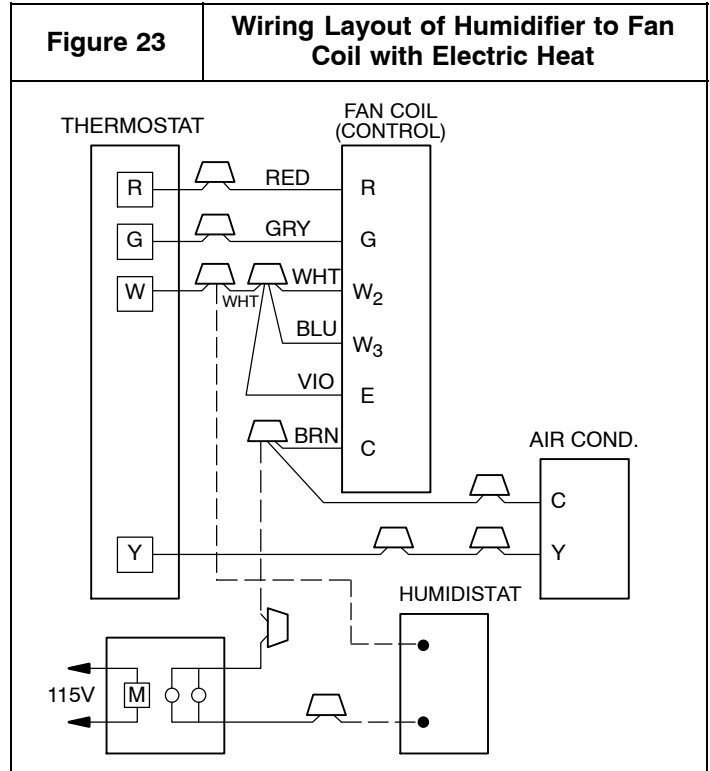 Figure 23
Wiring Layout of Humidifier to Fan
Coil with Electric Heat
THERMOSTAT
FAN COIL
(CONTROL)
R
RED
R
G
GRY
G
W
WHT
WHT
W2
BLU
W3
VIO
E
BRN
C
AIR COND.
C
Y
Y
HUMIDISTAT
115V
M